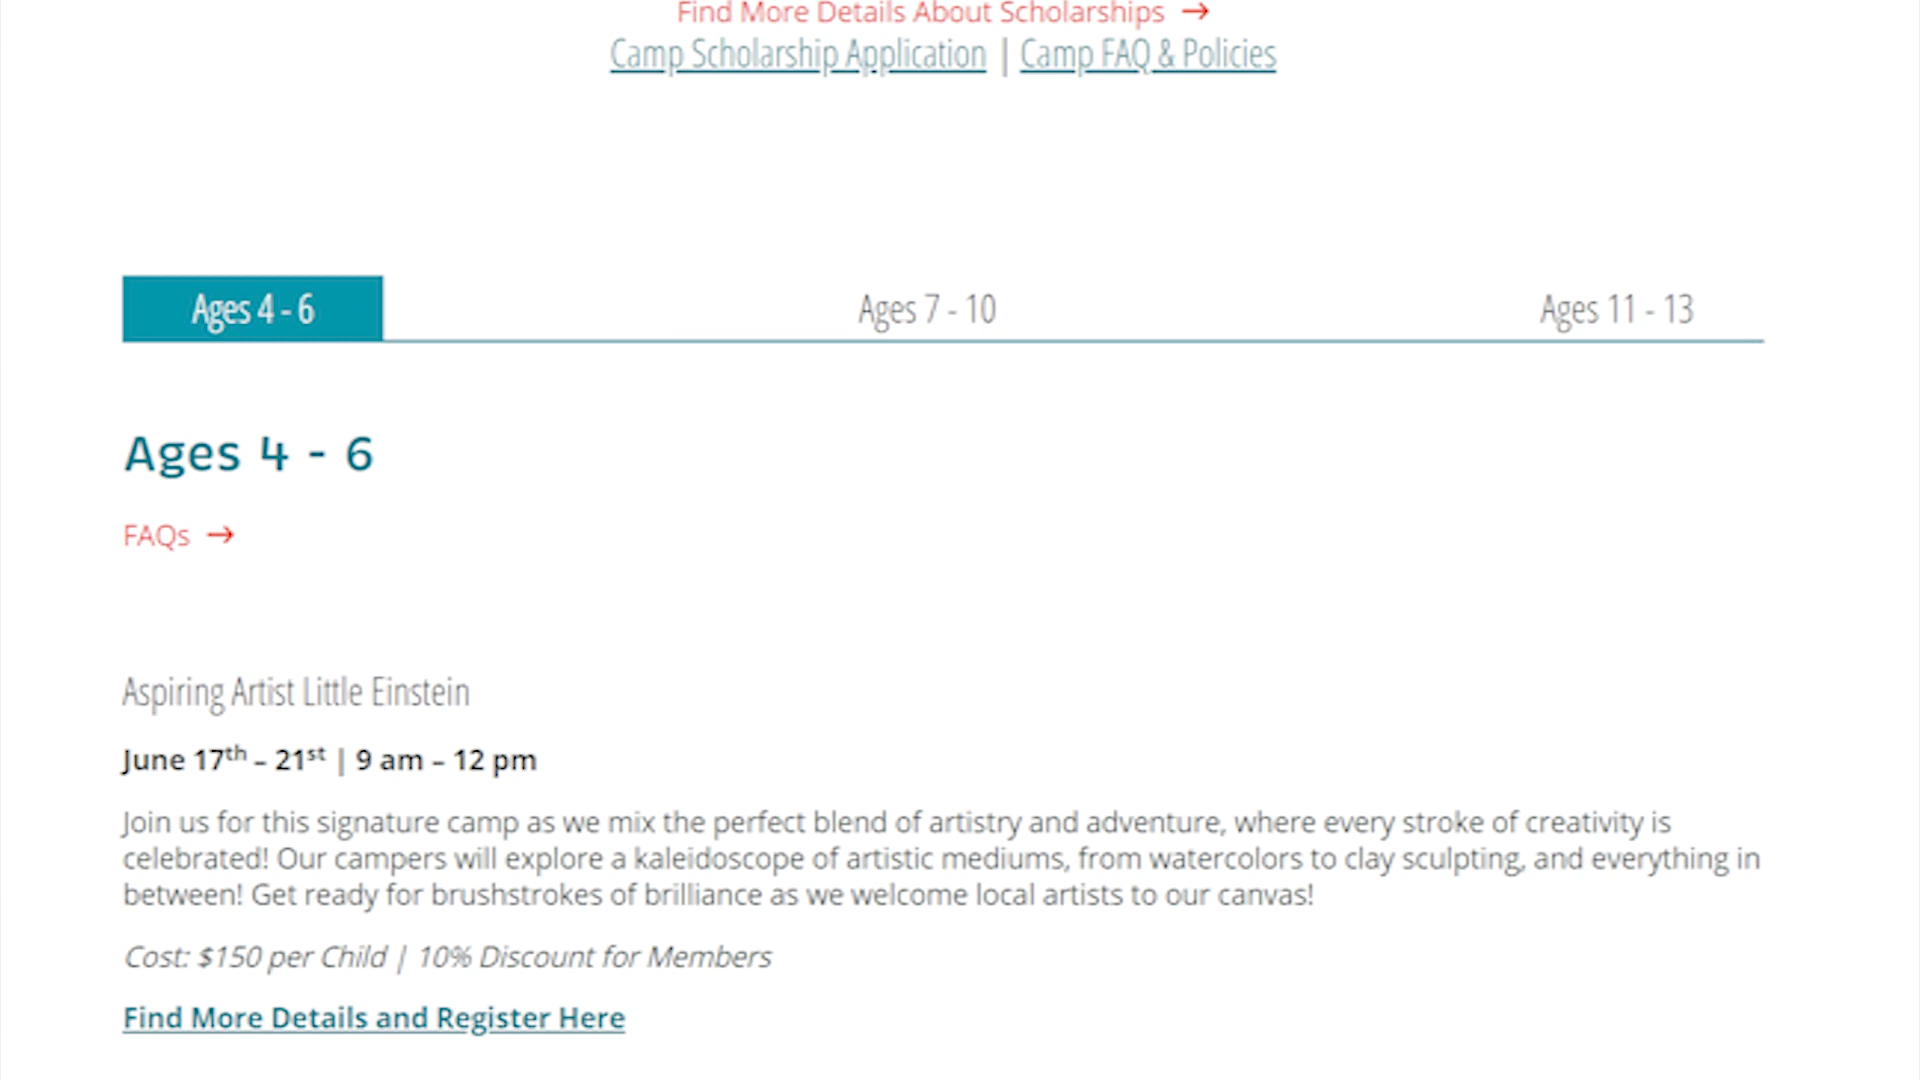 Find More Details About Scholarships →
Camp Scholarship Application | Camp FAQ & Policies
Ages 4 - 6
Ages 7 - 10
Ages 11 - 13
Ages 4 - 6
FAQs →
Aspiring Artist Little Einstein
June 17th – 21st | 9 am – 12 pm
Join us for this signature camp as we mix the perfect blend of artistry and adventure, where every stroke of creativity is
celebrated! Our campers will explore a kaleidoscope of artistic mediums, from watercolors to clay sculpting, and everything in
between! Get ready for brushstrokes of brilliance as we welcome local artists to our canvas!
Cost: $150 per Child | 10% Discount for Members
Find More Details and Register Here